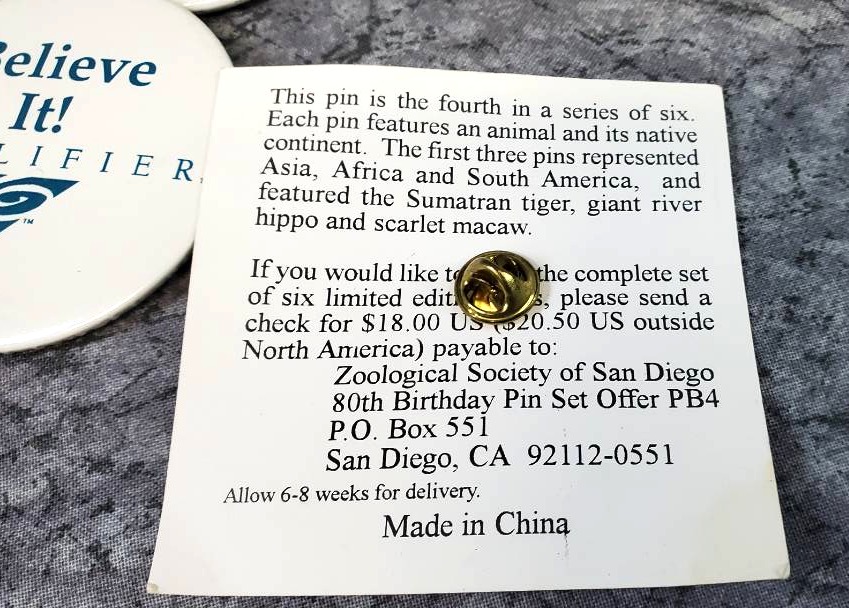 Believe
It!
LIFIER
TM
This pin is the fourth in a series of six.
Each pin features an animal and its native
continent. The first three pins represented
Asia, Africa and South America, and
featured the Sumatran tiger, giant river
hippo and scarlet macaw.
If you would like the complete set
of six limited please send a
check for $18.00 US ($20.50 US outside
North America) payable to:
Zoological Society of San Diego
80th Birthday Pin Set Offer PB4
P.O. Box 551
San Diego, CA 92112-0551
Allow 6-8 weeks for delivery.
Made in China